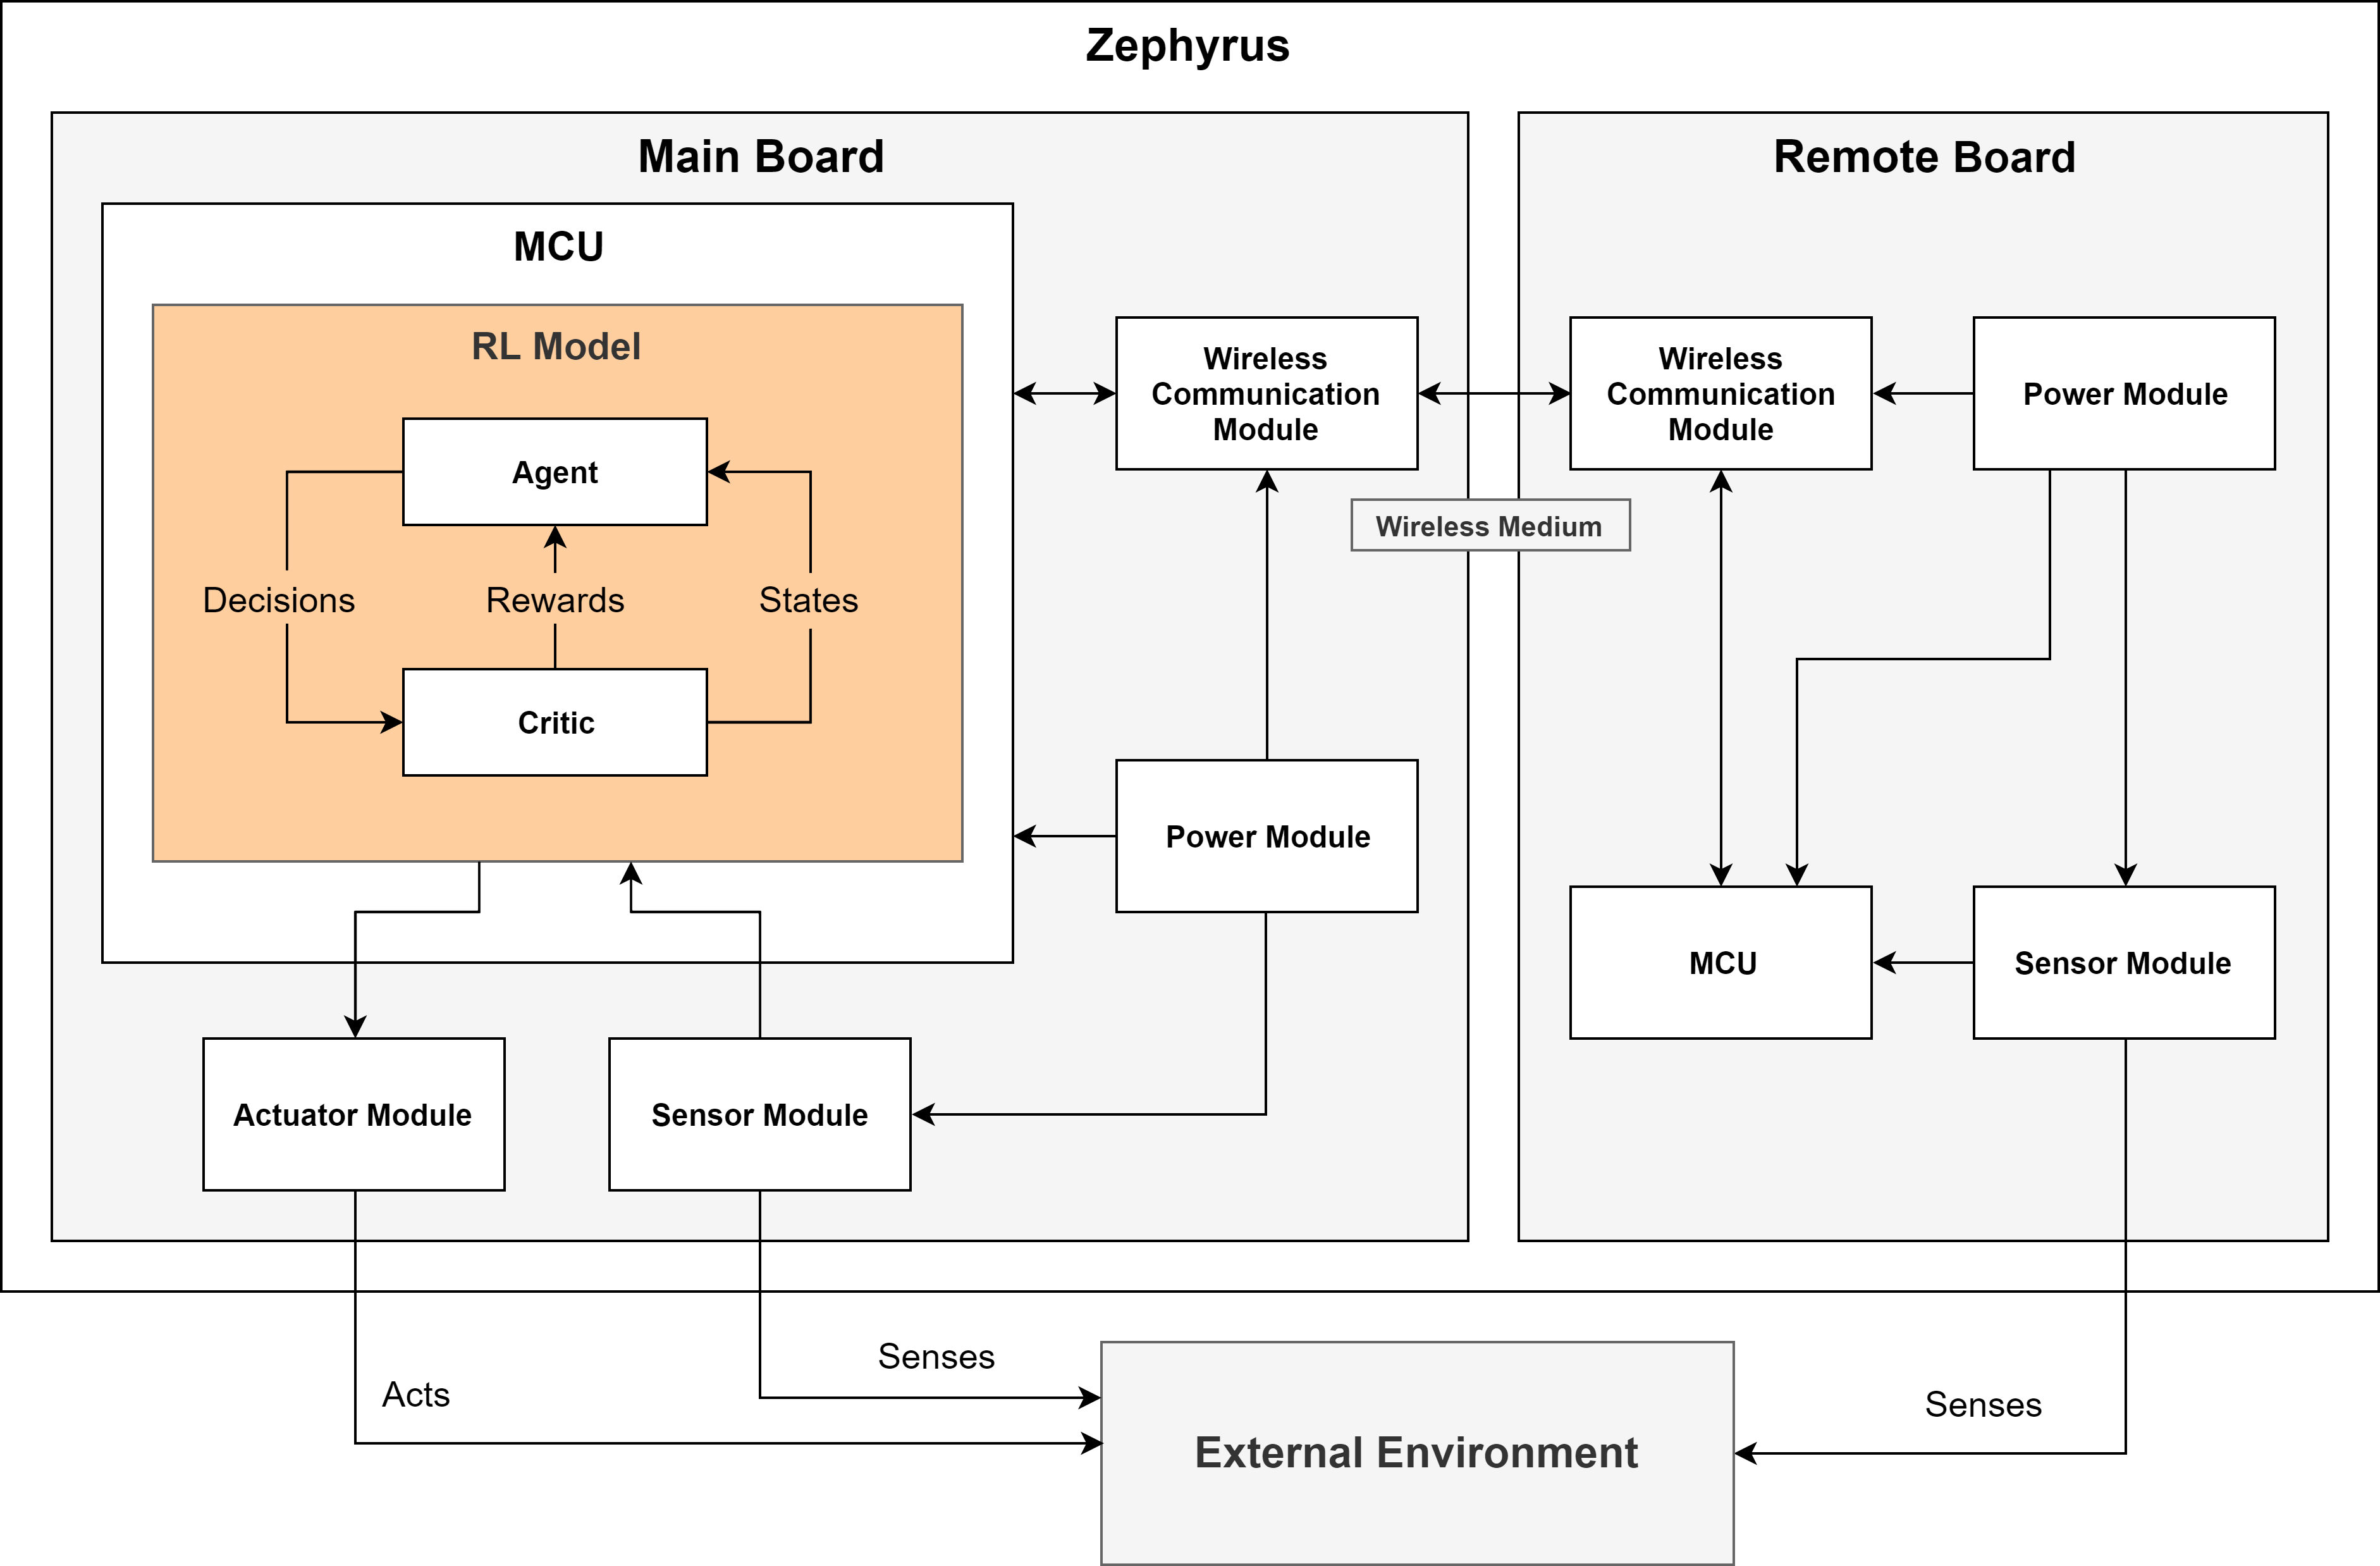 Zephyrus
Main Board
MCU
RL Model
Agent
Decisions
Rewards
States
Critic
Wireless
Communication
Module
Power Module
Actuator Module
Sensor Module
Wireless Medium
Remote Board
Wireless
Communication
Module
Power Module
MCU
Sensor Module
Acts
Senses
Senses
External Environment